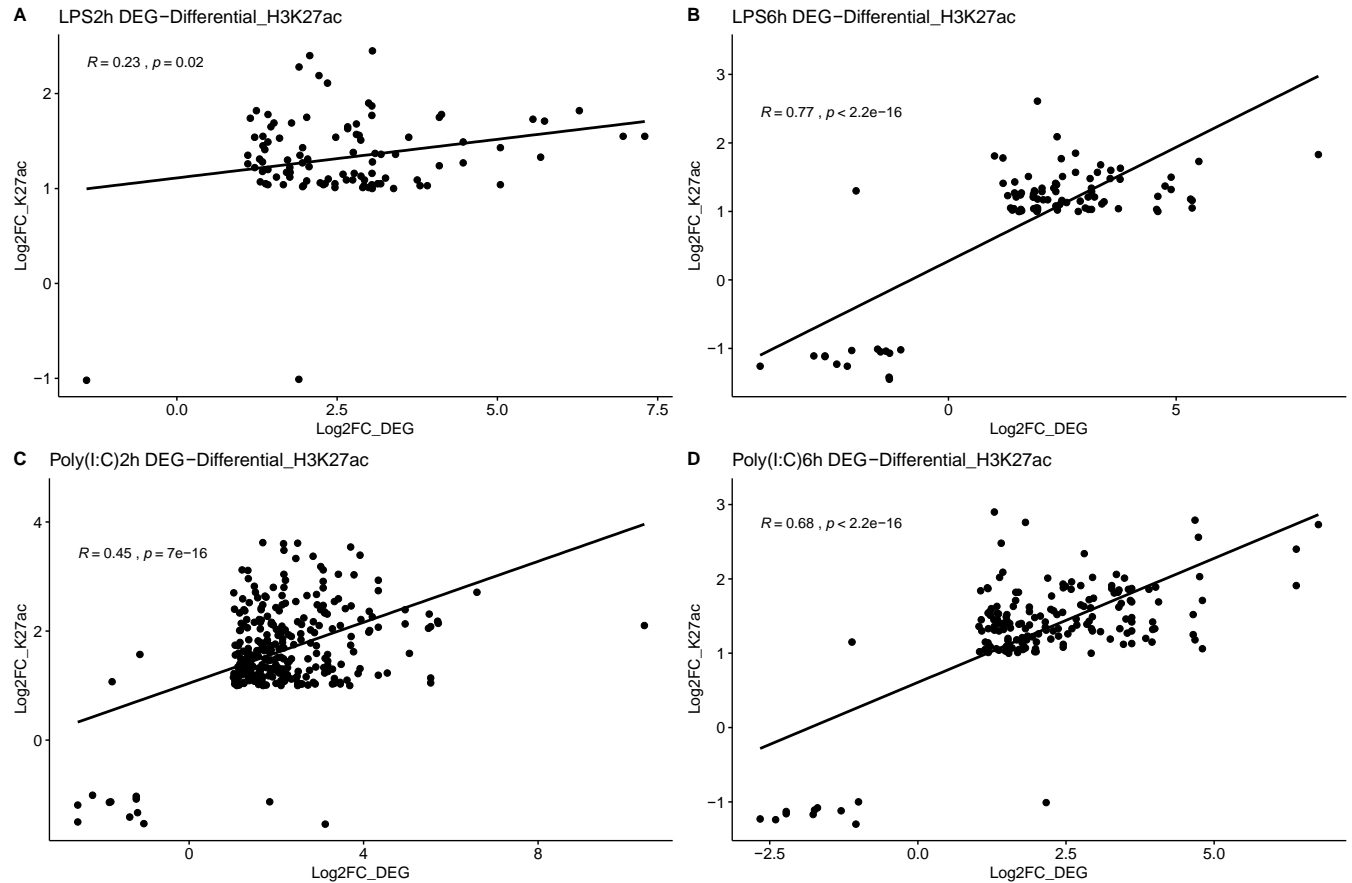 A
LPS2h DEG−Differential_H3K27ac
R = 0.23 , p = 0.02
2
1
0
−1
0.0
2.5
5.0
7.5
Log2FC_K27ac
Log2FC_DEG
B
LPS6h DEG−Differential_H3K27ac
R = 0.77 , p < 2.2e−16
3
2
1
0
−1
0
5
Log2FC_K27ac
Log2FC_DEG
C
Poly(I:C)2h DEG−Differential_H3K27ac
R = 0.45 , p = 7e−16
4
2
0
0
4
8
Log2FC_K27ac
Log2FC_DEG
D
Poly(I:C)6h DEG−Differential_H3K27ac
R = 0.68 , p < 2.2e−16
3
2
1
0
−1
−2.5
0.0
2.5
5.0
Log2FC_K27ac
Log2FC_DEG